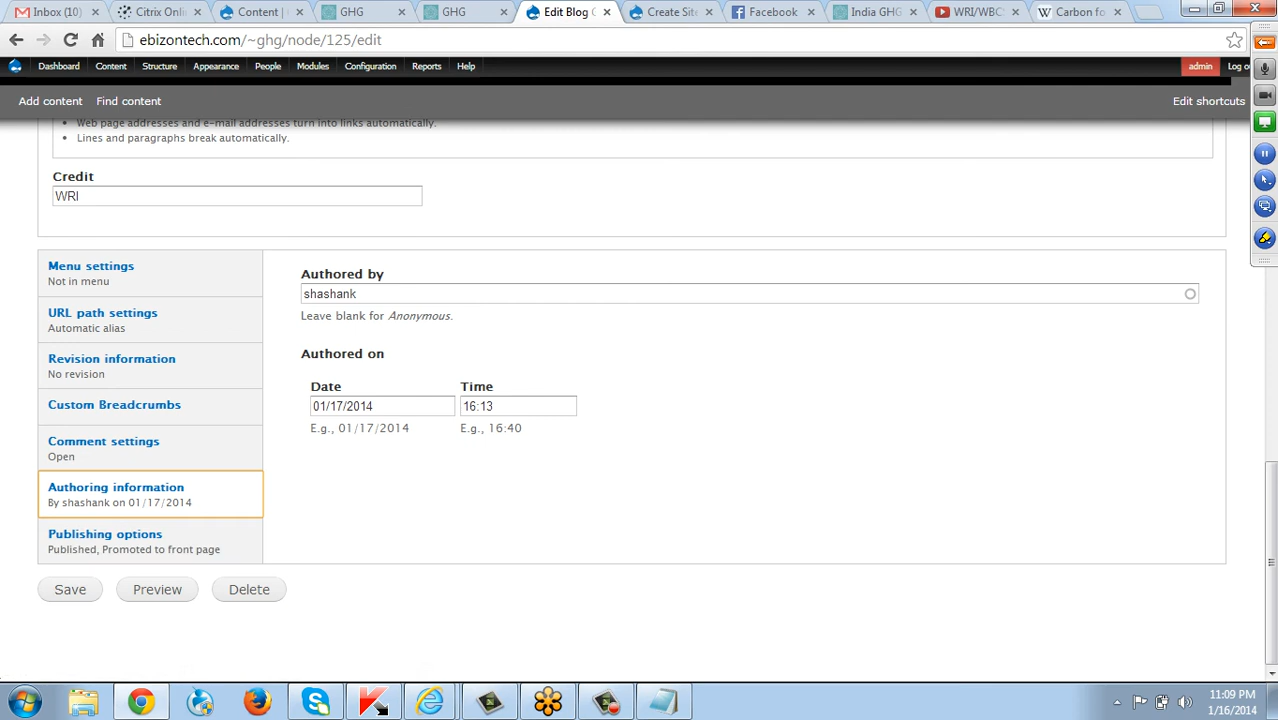 Inbox (10)
Citrix Onli
Content |
GHG
GHG
Edit Blog
Create Sit
Facebook
India GHG
WRI/WBC
Carbon fo
ebizontech.com/~ghg/node/125/edit
Dashboard Content Structure Appearance People Modules Configuration Reports Help admin Log o
Add content Find content Edit shortcuts
Web page addresses and e-mail addresses turn into links automatically.
Lines and paragraphs break automatically.
Credit
WRI
Menu settings
Not in menu
URL path settings
Automatic alias
Revision information
No revision
Custom Breadcrumbs
Comment settings
Open
Authoring information
By shashank on 01/17/2014
Publishing options
Published, Promoted to front page
Authored by
shashank
Leave blank for Anonymous.
Authored on
Date Time
01/17/2014 16:13
E.g., 01/17/2014 E.g., 16:40
Save Preview Delete
11:09 PM
1/16/2014